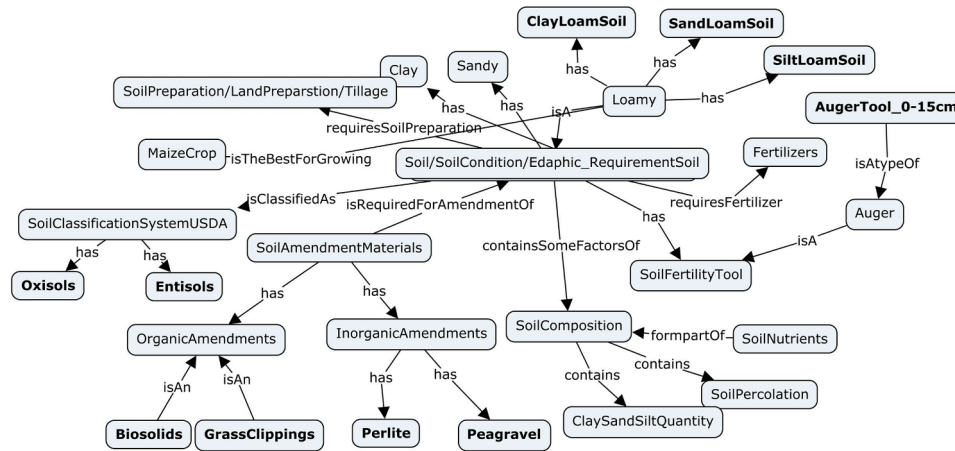 ClayLoamSoil
SandLoamSoil
has
has
SiltLoamSoil
Clay
Sandy
has
SoilPreparation/LandPreparstion/Tillage
Loamy
has
has
has
isA
AugerTool_0-15cm
requiresSoilPreparation
MaizeCrop
isTheBestForGrowing
Soil/SoilCondition/Edaphic_RequirementSoil
Fertilizers
isAtypeOf
isClassifiedAs
isRequiredForAmendmentOf
requiresFertilizer
has
Auger
SoilClassificationSystemUSDA
SoilAmendmentMaterials
containsSomeFactorsOf
isA
has
has
SoilFertilityTool
Oxisols
Entisols
has
has
OrganicAmendments
InorganicAmendments
SoilComposition
formpartOf
SoilNutrients
isAn
isAn
has
has
contains
contains
SoilPercolation
ClaySandSiltQuantity
Biosolids
GrassClippings
Perlite
Peagravel